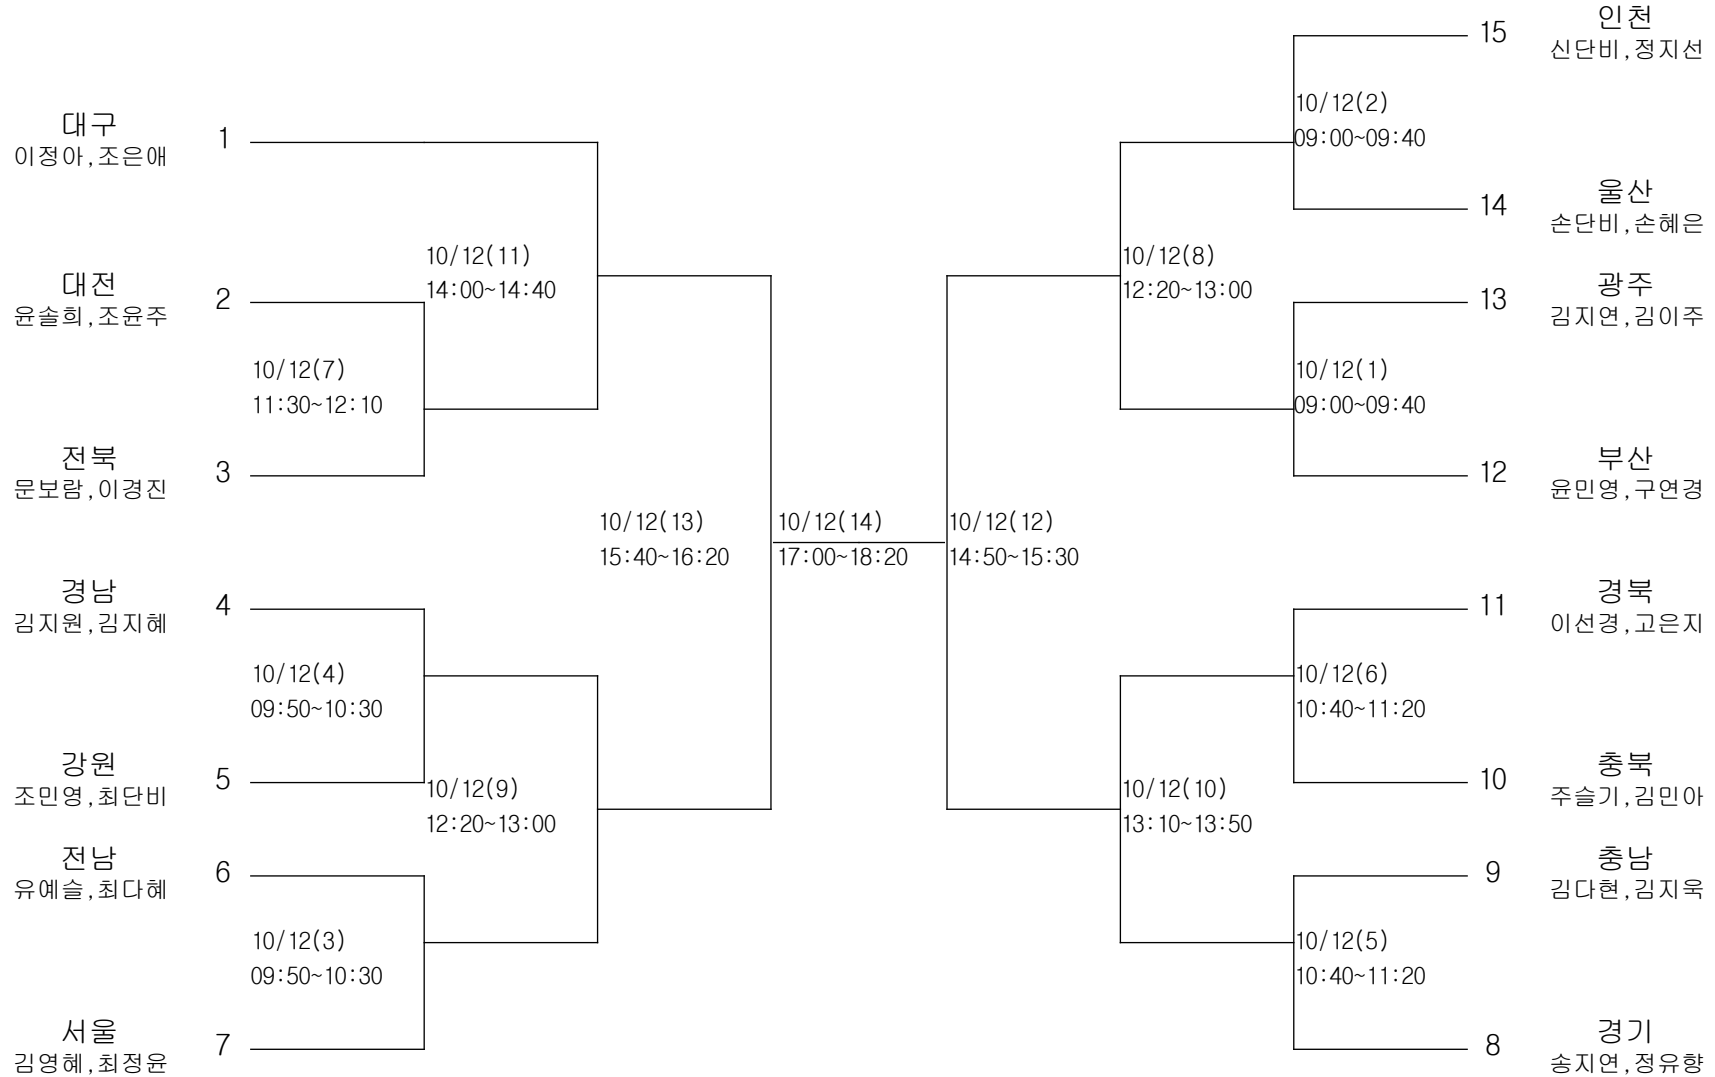 대구
이정아,조은애
1
대전
윤솔희,조윤주
2
10/12(7)
11:30~12:10
전북
문보람,이경진
3
10/12(11)
14:00~14:40
경남
김지원,김지혜
4
10/12(4)
09:50~10:30
강원
조민영,최단비
5
10/12(9)
12:20~13:00
전남
유예슬,최다혜
6
10/12(3)
09:50~10:30
서울
김영혜,최정윤
7
10/12(13)
15:40~16:20
10/12(14)
17:00~18:20
10/12(12)
14:50~15:30
15
인천
신단비,정지선
10/12(2)
09:00~09:40
14
울산
손단비,손혜은
10/12(8)
12:20~13:00
13
광주
김지연,김이주
10/12(1)
09:00~09:40
12
부산
윤민영,구연경
11
경북
이선경,고은지
10/12(6)
10:40~11:20
10
충북
주슬기,김민아
10/12(10)
13:10~13:50
9
충남
김다현,김지욱
10/12(5)
10:40~11:20
8
경기
송지연,정유향